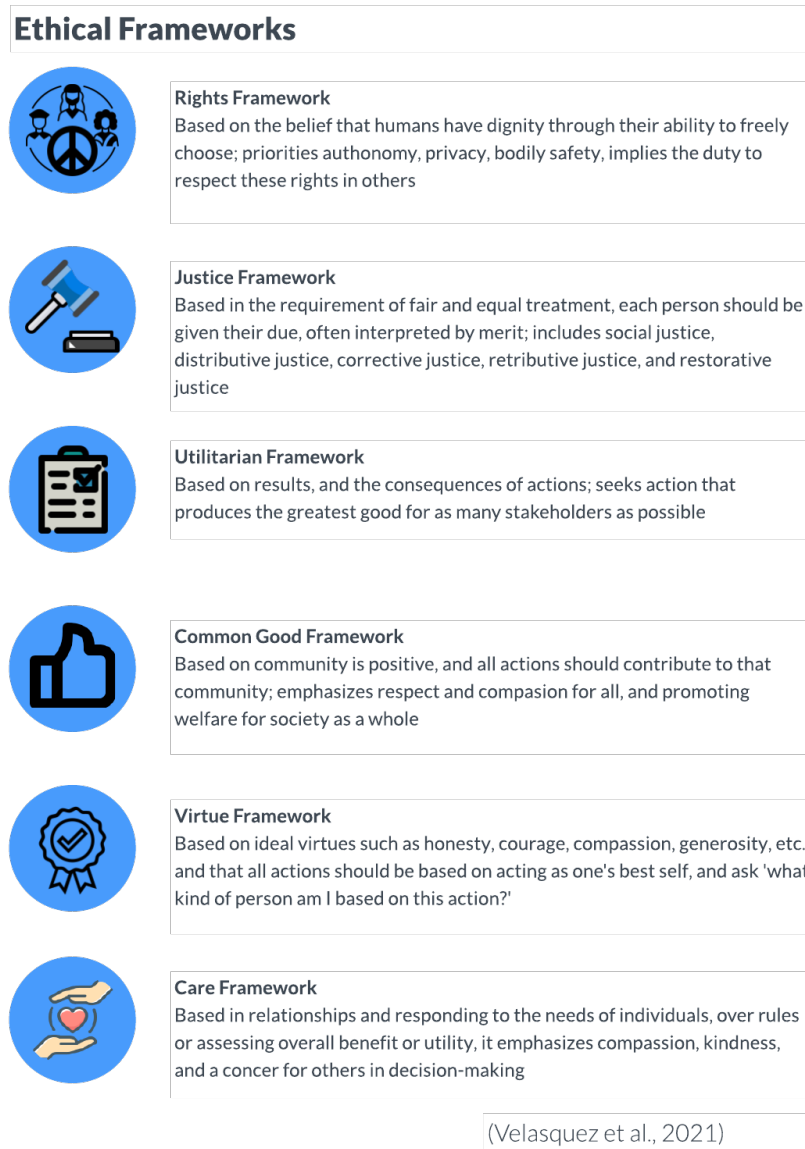 Ethical Frameworks
Rights Framework
Based on the belief that humans have dignity through their ability to freely
choose; priorities authonomy, privacy, bodily safety, implies the duty to
respect these rights in others
Justice Framework
Based in the requirement of fair and equal treatment, each person should be
given their due, often interpreted by merit; includes social justice,
distributive justice, corrective justice, retributive justice, and restorative
justice
Utilitarian Framework
Based on results, and the consequences of actions; seeks action that
produces the greatest good for as many stakeholders as possible
Common Good Framework
Based on community is positive, and all actions should contribute to that
community; emphasizes respect and compasion for all, and promoting
welfare for society as a whole
Virtue Framework
Based on ideal virtues such as honesty, courage, compassion, generosity, etc.
and that all actions should be based on acting as one's best self, and ask 'what
kind of person am I based on this action?'
Care Framework
Based in relationships and responding to the needs of individuals, over rules
or assessing overall benefit or utility, it emphasizes compassion, kindness,
and a concer for others in decision-making
(Velasquez et al., 2021)